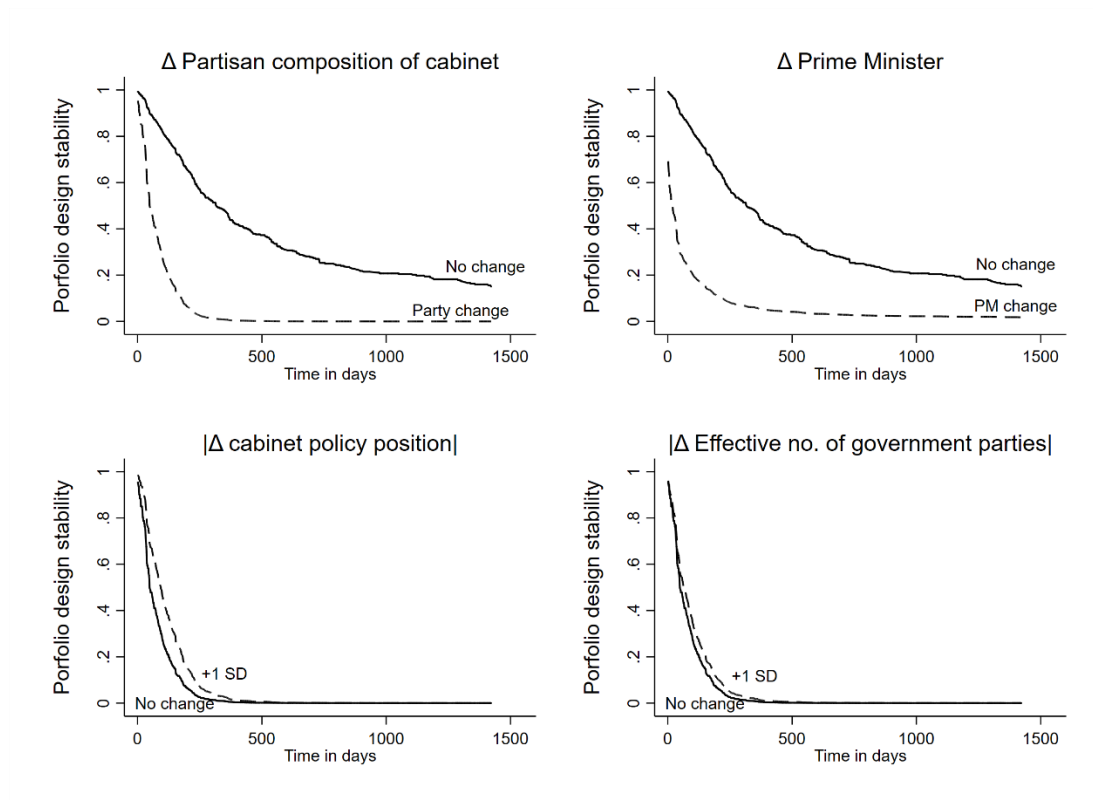 Δ Partisan composition of cabinet
Porfolio design stability
1
.8
.6
.4
.2
0
No change
Party change
0 500 1000 1500
Time in days
Δ Prime Minister
Porfolio design stability
1
.8
.6
.4
.2
0
No change
PM change
0 500 1000 1500
Time in days
|Δ cabinet policy position|
Porfolio design stability
1
.8
.6
.4
.2
0
+1 SD
No change
0 500 1000 1500
Time in days
|Δ Effective no. of government parties|
Porfolio design stability
1
.8
.6
.4
.2
0
+1 SD
No change
0 500 1000 1500
Time in days